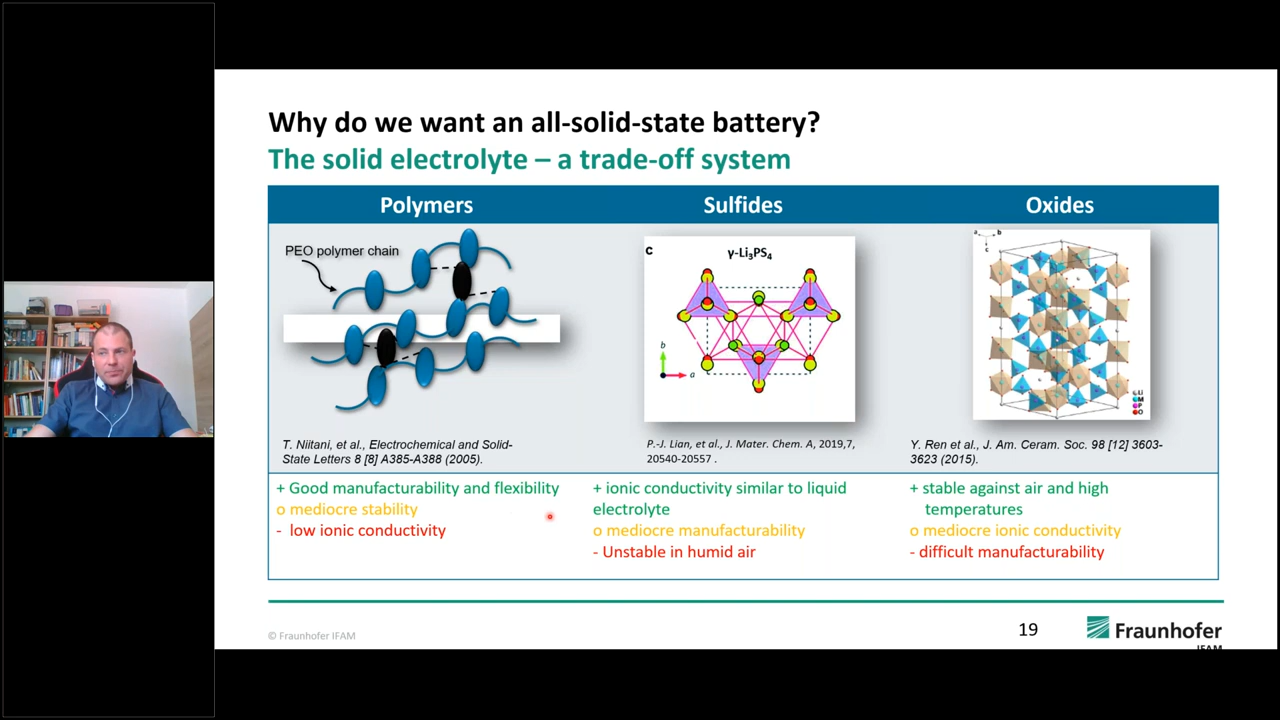 Why do we want an all-solid-state battery?
The solid electrolyte – a trade-off system
Polymers
Sulfides
Oxides
PEO polymer chain
c
γ-Li₃PS₄
b
a
a
b
c
Li
M
P
O
T. Niitani, et al., Electrochemical and Solid-
State Letters 8 [8] A385-A388 (2005).
P.-J. Lian, et al., J. Mater. Chem. A, 2019,7,
20540-20557 .
Y. Ren et al., J. Am. Ceram. Soc. 98 [12] 3603-
3623 (2015).
+ Good manufacturability and flexibility
o mediocre stability
- low ionic conductivity
+ ionic conductivity similar to liquid
electrolyte
o mediocre manufacturability
- Unstable in humid air
+ stable against air and high
temperatures
o mediocre ionic conductivity
- difficult manufacturability
© Fraunhofer IFAM
19
Fraunhofer
IFAM